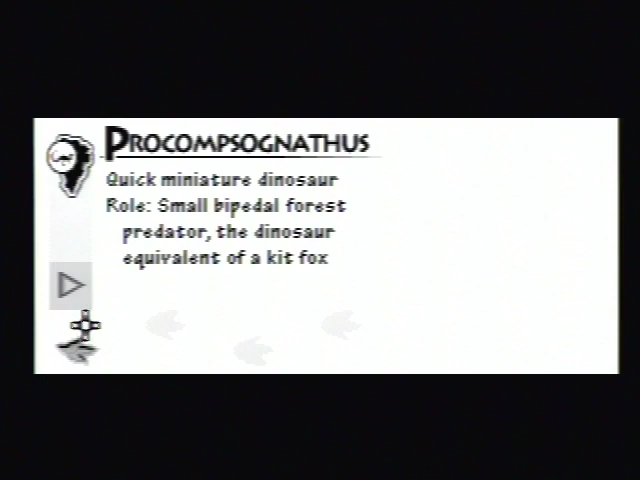 PROCOMPSOGNATHUS
Quick miniature dinosaur
Role: Small bipedal forest
predator, the dinosaur
equivalent of a kit fox